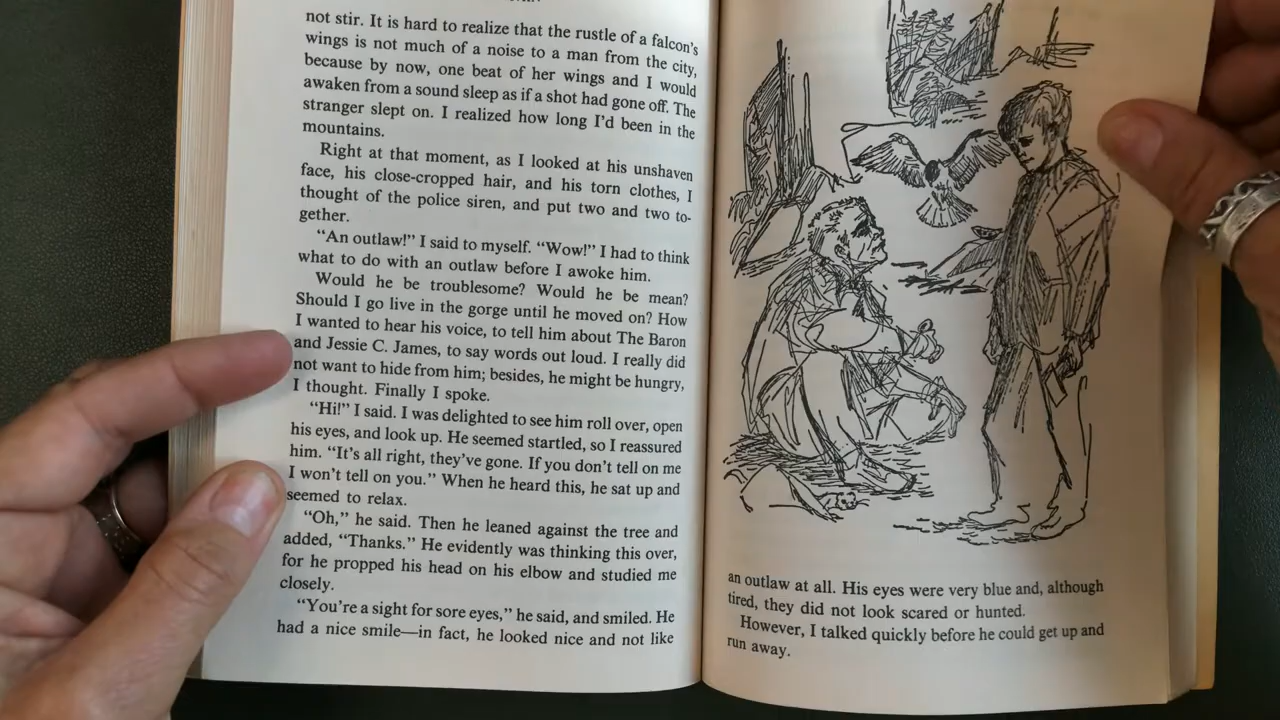 not stir. It is hard to realize that the rustle of a falcon's
wings is not much of a noise to a man from the city,
because by now, one beat of her wings and I would
awaken from a sound sleep as if a shot had gone off. The
stranger slept on. I realized how long I'd been in the
mountains.
Right at that moment, as I looked at his unshaven
face, his close-cropped hair, and his torn clothes, I
thought of the police siren, and put two and two to-
gether.
"An outlaw!" I said to myself. "Wow!" I had to think
what to do with an outlaw before I awoke him.
Would he be troublesome? Would he be mean?
Should I go live in the gorge until he moved on? How
I wanted to hear his voice, to tell him about The Baron
and Jessie C. James, to say words out loud. I really did
not want to hide from him; besides, he might be hungry,
I thought. Finally I spoke.
"Hi!" I said. I was delighted to see him roll over, open
his eyes, and look up. He seemed startled, so I reassured
him. "It's all right, they've gone. If you don't tell on me
I won't tell on you." When he heard this, he sat up and
seemed to relax.
"Oh," he said. Then he leaned against the tree and
added, "Thanks." He evidently was thinking this over,
for he propped his head on his elbow and studied me
closely.
"You're a sight for sore eyes," he said, and smiled. He
had a nice smile—in fact, he looked nice and not like
an outlaw at all. His eyes were very blue and, although
tired, they did not look scared or hunted.
However, I talked quickly before he could get up and
run away.